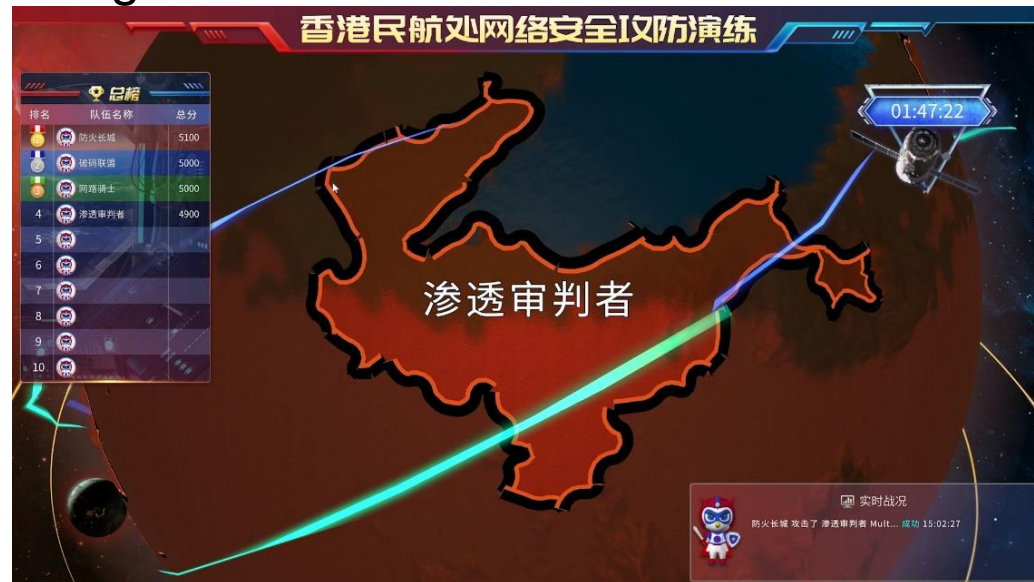 香港民航处网络安全攻防演练
总榜
排名 队伍名称 总分
防火长城 5100
破码联盟 5000
网路骑士 5000
4 渗透审判者 4900
5
6
7
8
9
10
01:47:22
渗透审判者
实时战况
防火长城 攻击了 渗透审判者 Mult... 成功 15:02:27